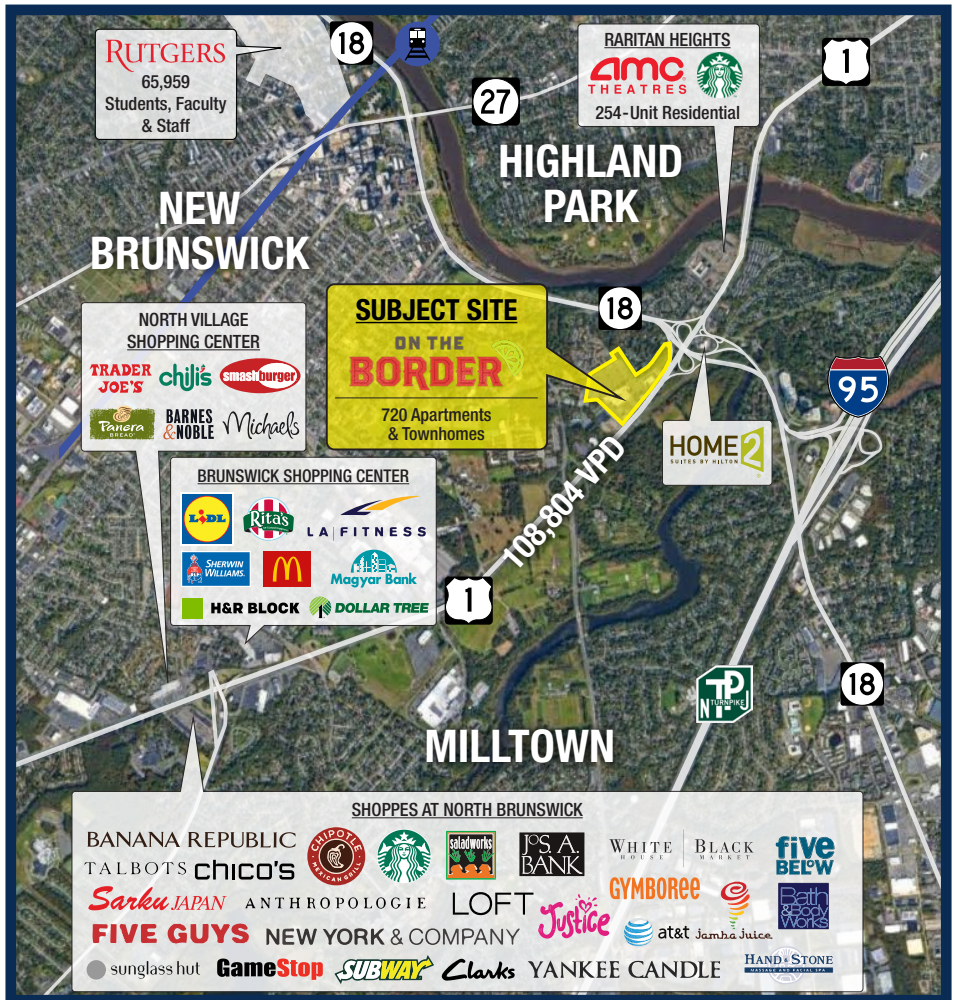 RUTGERS
65,959
Students, Faculty
& Staff
18
27
RARITAN HEIGHTS
amc
THEATRES
254-Unit Residential
1
HIGHLAND
PARK
NEW
BRUNSWICK
NORTH VILLAGE
SHOPPING CENTER
TRADER
JOE'S
chili's
smashburger
Panera
BREAD
BARNES
&NOBLE
Michaels
SUBJECT SITE
ON THE
BORDER
720 Apartments
& Townhomes
18
95
HOME2
SUITES BY HILTON
108,804 VPD
BRUNSWICK SHOPPING CENTER
LiDL
Rita's
LA FITNESS
SHERWIN
WILLIAMS.
Magyar Bank
H&R BLOCK
DOLLAR TREE
1
N TP J
TURNPIKE
18
MILLTOWN
SHOPPES AT NORTH BRUNSWICK
BANANA REPUBLIC
CHIPOTLE
MEXICAN GRILL
saladworks
JoS. A.
BANK
WHITE BLACK
HOUSE MARKET
five
BELOW
TALBOTS
chico's
Sarku JAPAN
ANTHROPOLOGIE
LOFT
Justice
GYMBOREE
at&t
jamba juice
Bath
&Body
Works
FIVE GUYS
NEW YORK & COMPANY
sunglass hut
GameStop
SUBWAY
Clarks
YANKEE CANDLE
HAND & STONE
MASSAGE AND FACIAL SPA